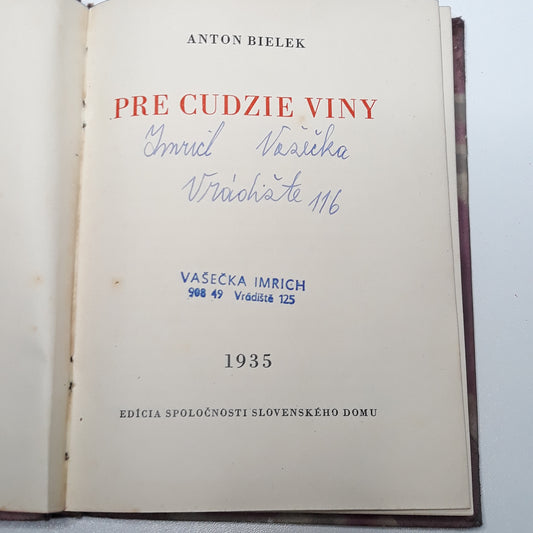 ANTON BIELEK
PRE CUDZIE VINY
Imrich Vašečka
Vrádište 116
VAŠEČKA IMRICH
908 49 Vrádiště 125
1935
EDÍCIA SPOLOČNOSTI SLOVENSKÉHO DOMU